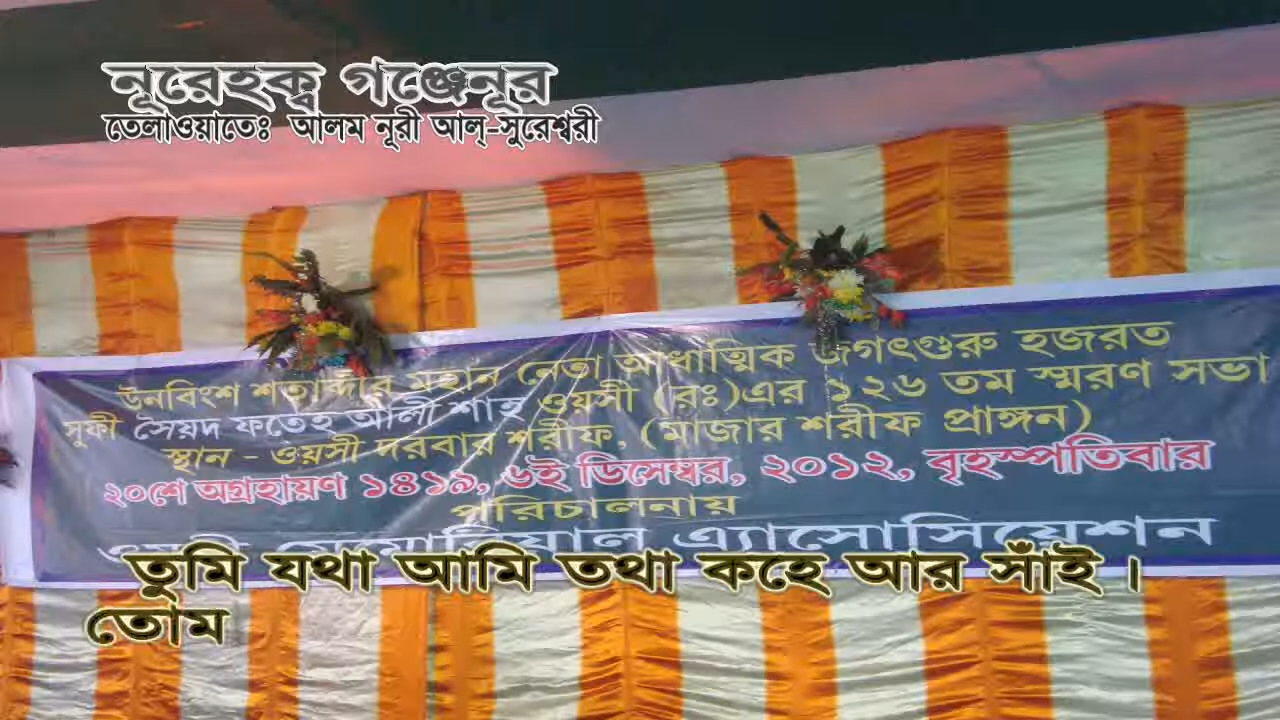 নূরেহক্ব গঞ্জেনূর
তেলাওয়াতেঃ আলম নূরী আল্-সুরেশ্বরী
উনবিংশ শতাব্দীর মহান নেতা আধাত্মিক জগৎগুরু হজরত
সুফী সৈয়দ ফতেহ আলী শাহ ওয়সী (রঃ)এর ১২৬ তম স্মরণ সভা
স্থান - ওয়সী দরবার শরীফ, (মাজার শরীফ প্রাঙ্গন)
২০শে অগ্রহায়ণ ১৪১৯, ৬ই ডিসেম্বর, ২০১২, বৃহস্পতিবার
পরিচালনায়
ওয়সী মেমোরিয়াল এ্যাসোসিয়েশন
তুমি যথা আমি তথা কহে আর সাঁই ।
তোম